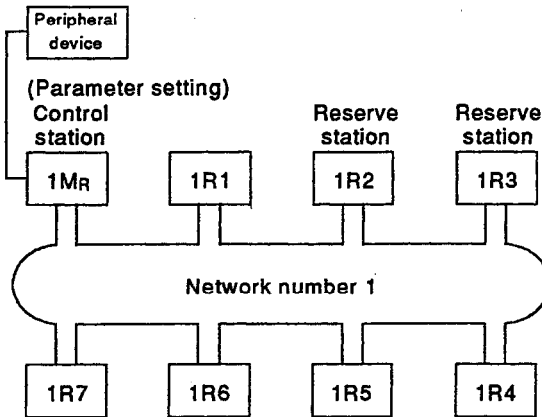 Peripheral
device
(Parameter setting)
Control
station
Reserve
station
Reserve
station
1MR
1R1
1R2
1R3
Network number 1
1R7
1R6
1R5
1R4